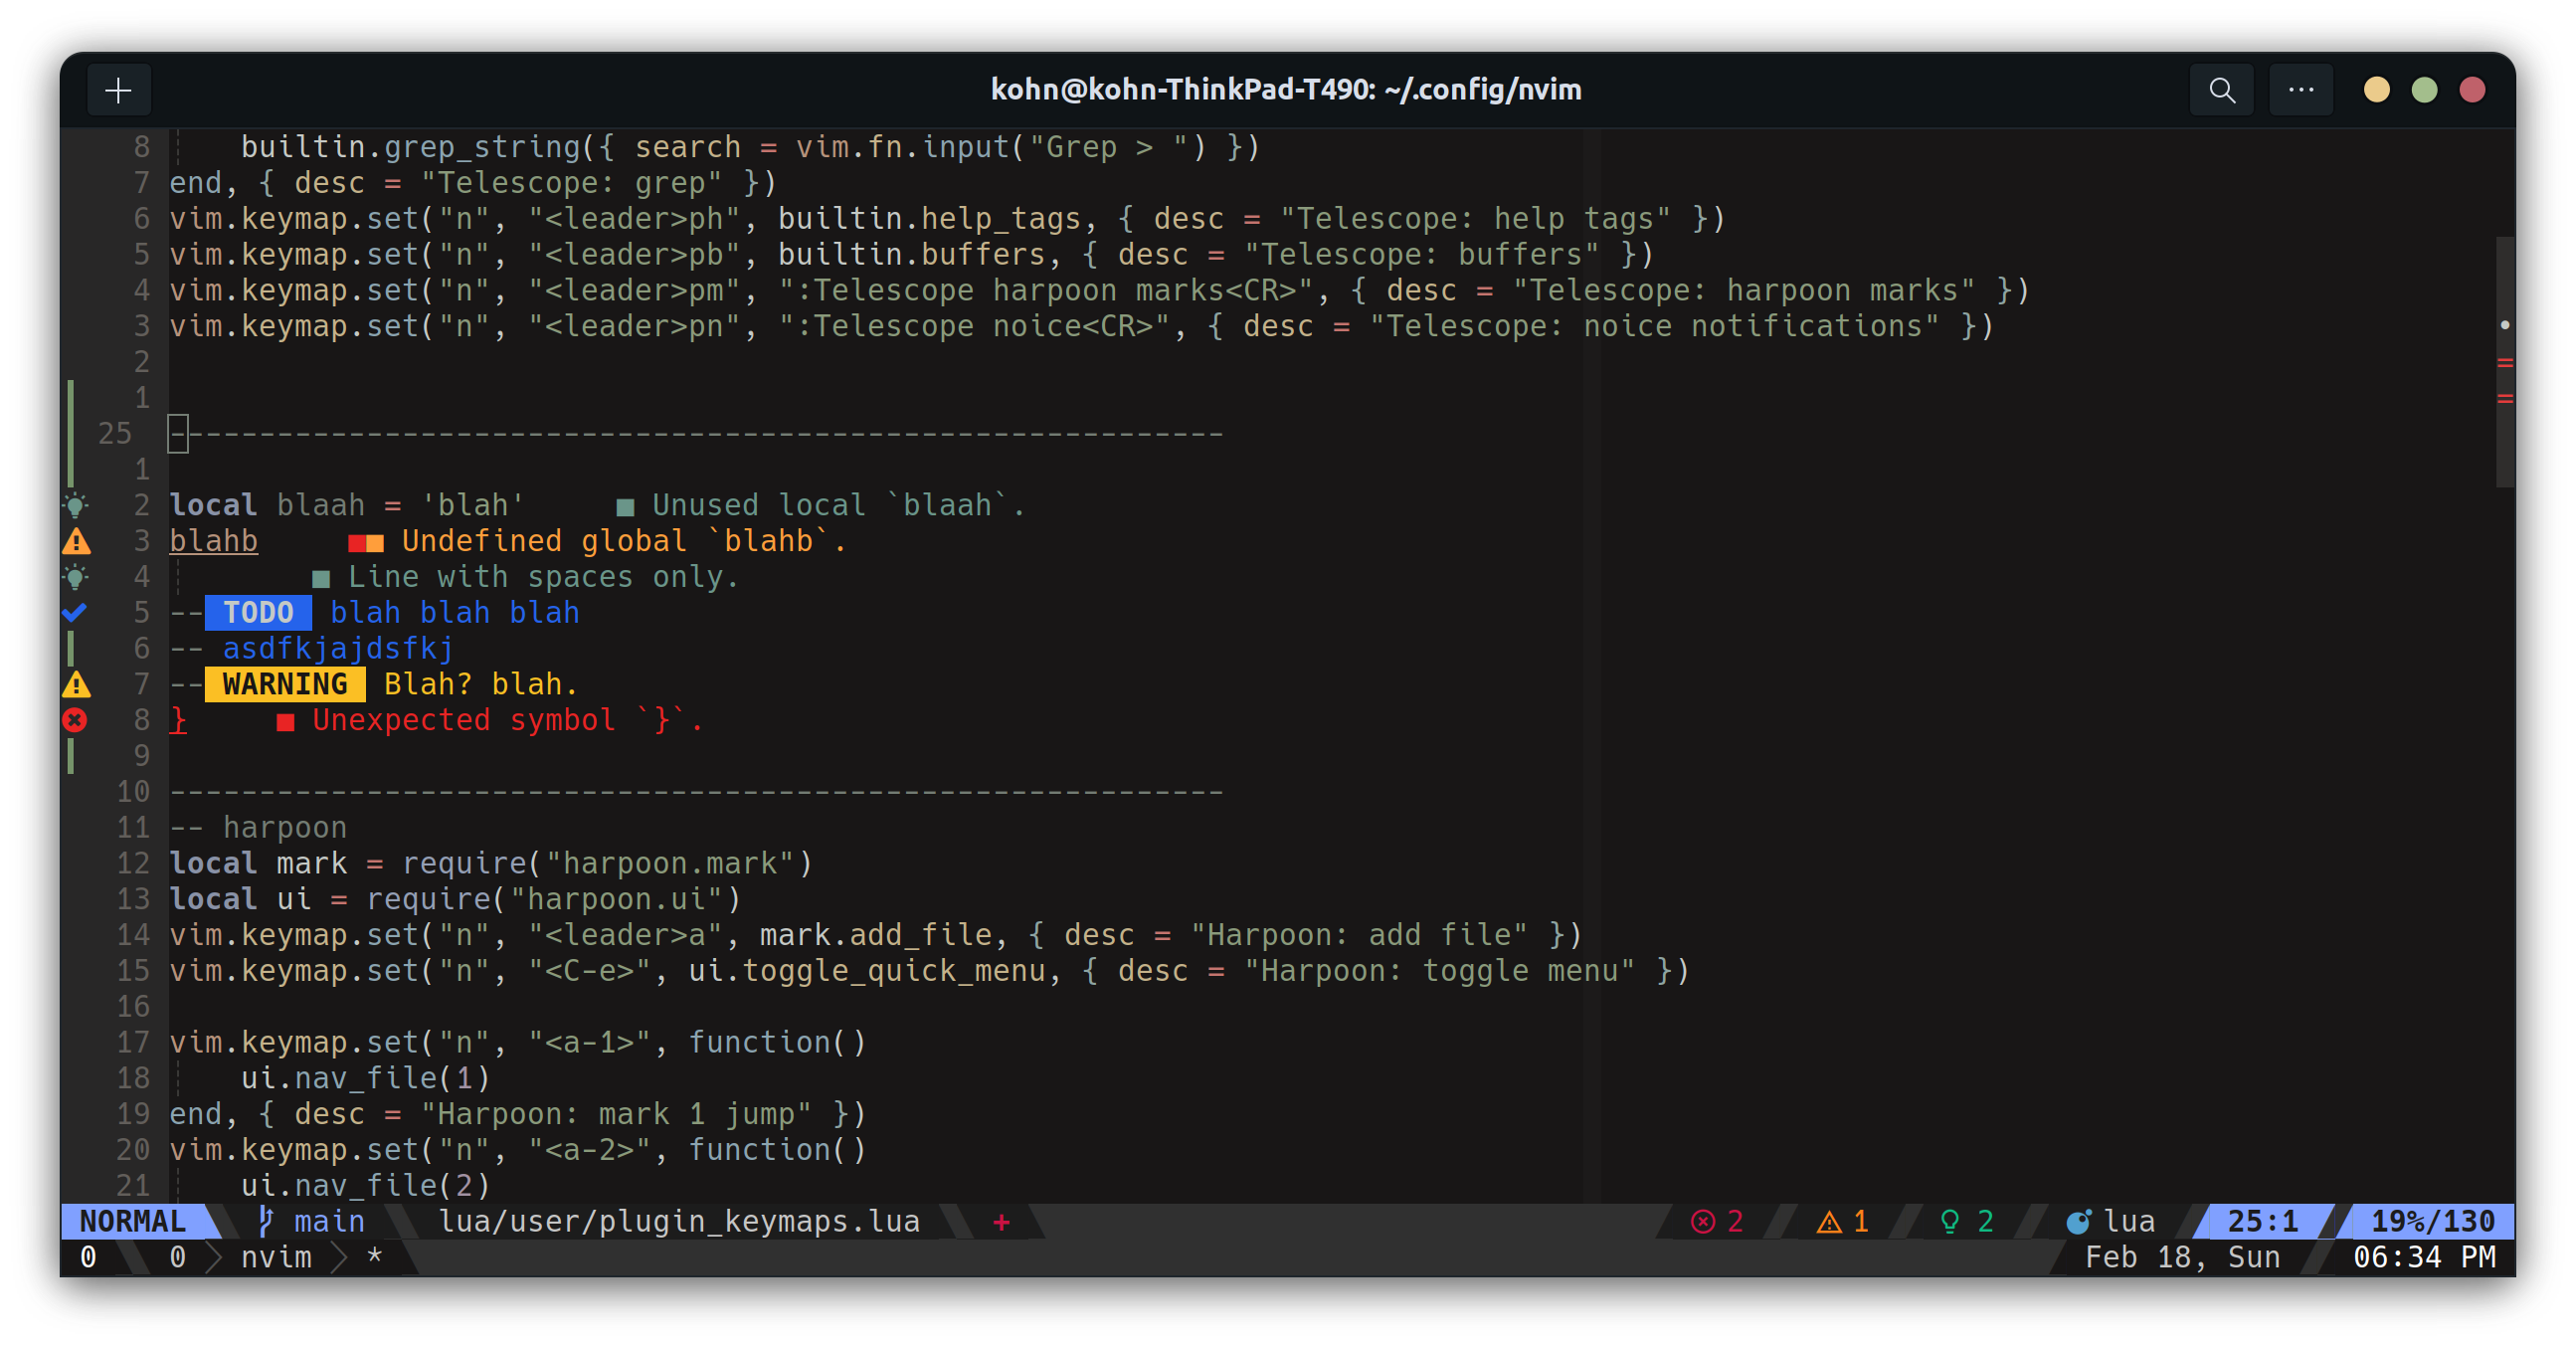 kohn@kohn-ThinkPad-T490: ~/.config/nvim
8     builtin.grep_string({ search = vim.fn.input("Grep > ") })
7 end, { desc = "Telescope: grep" })
6 vim.keymap.set("n", "<leader>ph", builtin.help_tags, { desc = "Telescope: help tags" })
5 vim.keymap.set("n", "<leader>pb", builtin.buffers, { desc = "Telescope: buffers" })
4 vim.keymap.set("n", "<leader>pm", ":Telescope harpoon marks<CR>", { desc = "Telescope: harpoon marks" })
3 vim.keymap.set("n", "<leader>pn", ":Telescope noice<CR>", { desc = "Telescope: noice notifications" })
2
1
25 -----------------------------------------------------------
1
2 local blaah = 'blah'     ■ Unused local `blaah`.
3 blahb     ■■ Undefined global `blahb`.
4         ■ Line with spaces only.
5 -- TODO  blah blah blah
6 -- asdfkjajdsfkj
7 -- WARNING  Blah? blah.
8 }     ■ Unexpected symbol `}`.
9
10 -----------------------------------------------------------
11 -- harpoon
12 local mark = require("harpoon.mark")
13 local ui = require("harpoon.ui")
14 vim.keymap.set("n", "<leader>a", mark.add_file, { desc = "Harpoon: add file" })
15 vim.keymap.set("n", "<C-e>", ui.toggle_quick_menu, { desc = "Harpoon: toggle menu" })
16
17 vim.keymap.set("n", "<a-1>", function()
18     ui.nav_file(1)
19 end, { desc = "Harpoon: mark 1 jump" })
20 vim.keymap.set("n", "<a-2>", function()
21     ui.nav_file(2)
NORMAL main lua/user/plugin_keymaps.lua + 2 1 2 lua 25:1 19%/130
0 0 nvim * Feb 18, Sun 06:34 PM